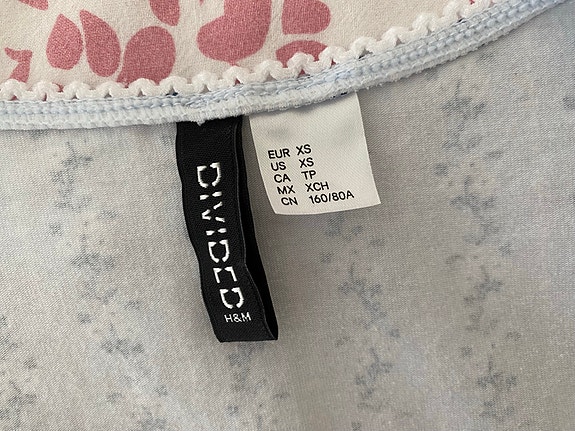 DIVIDED
H&M
EUR XS
US XS
CA TP
MX XCH
CN 160/80A